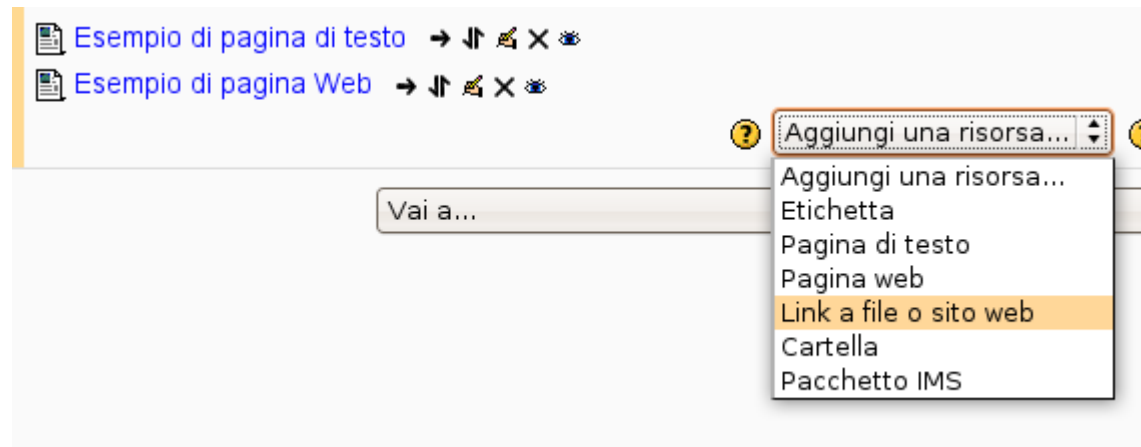 Esempio di pagina di testo
Esempio di pagina Web
Aggiungi una risorsa...
Aggiungi una risorsa...
Vai a...
Etichetta
Pagina di testo
Pagina web
Link a file o sito web
Cartella
Pacchetto IMS